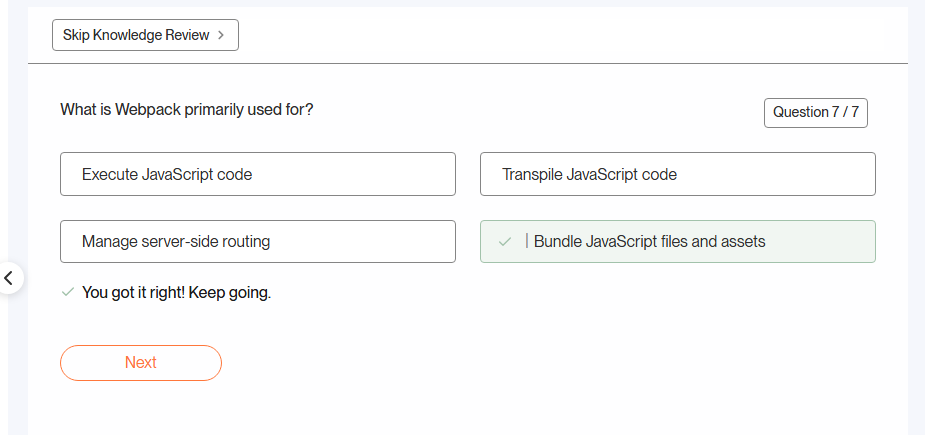 Skip Knowledge Review
What is Webpack primarily used for?
Question 7 / 7
Execute JavaScript code
Transpile JavaScript code
Manage server-side routing
Bundle JavaScript files and assets
You got it right! Keep going.
Next